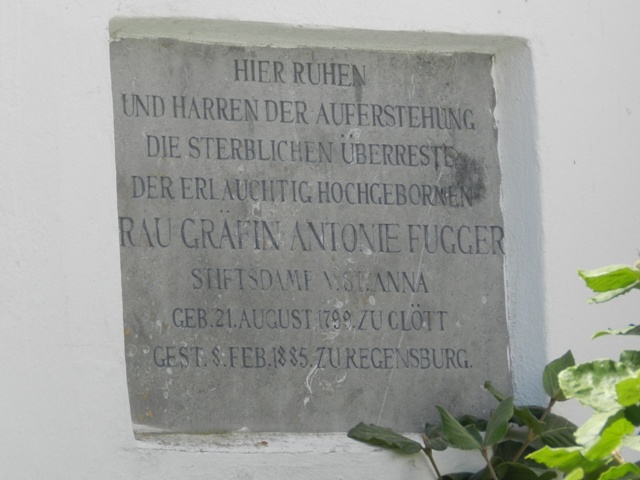 HIER RUHEN
UND HARREN DER AUFERSTEHUNG
DIE STERBLICHEN ÜBERRESTE
DER ERLAUCHTIG HOCHGEBORNEN
RAU GRÄFIN ANTONIE FUGGER
STIFTSDAME V. ST. ANNA
GEB. 21. AUGUST 1798. ZU GLÖTT
GEST. 8. FEB. 1885. ZU REGENSBURG.